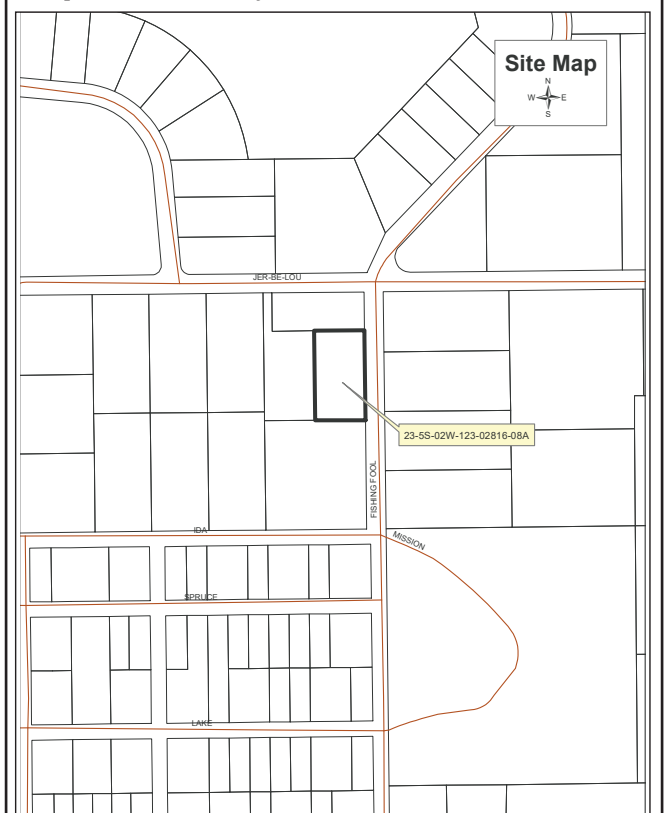 Site Map
N
W E
S
JER-BE-LOU
23-5S-02W-123-02816-08A
FISHING FOOL
IDA
MISSION
SPRUCE
LAKE